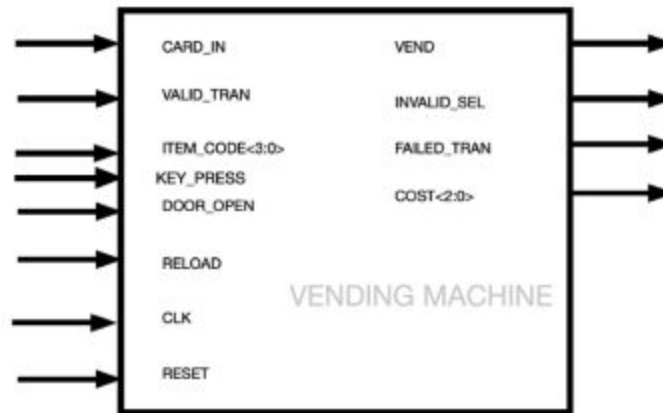 CARD_IN
VALID_TRAN
ITEM_CODE<3:0>
KEY_PRESS
DOOR_OPEN
RELOAD
CLK
RESET
VEND
INVALID_SEL
FAILED_TRAN
COST<2:0>
VENDING MACHINE